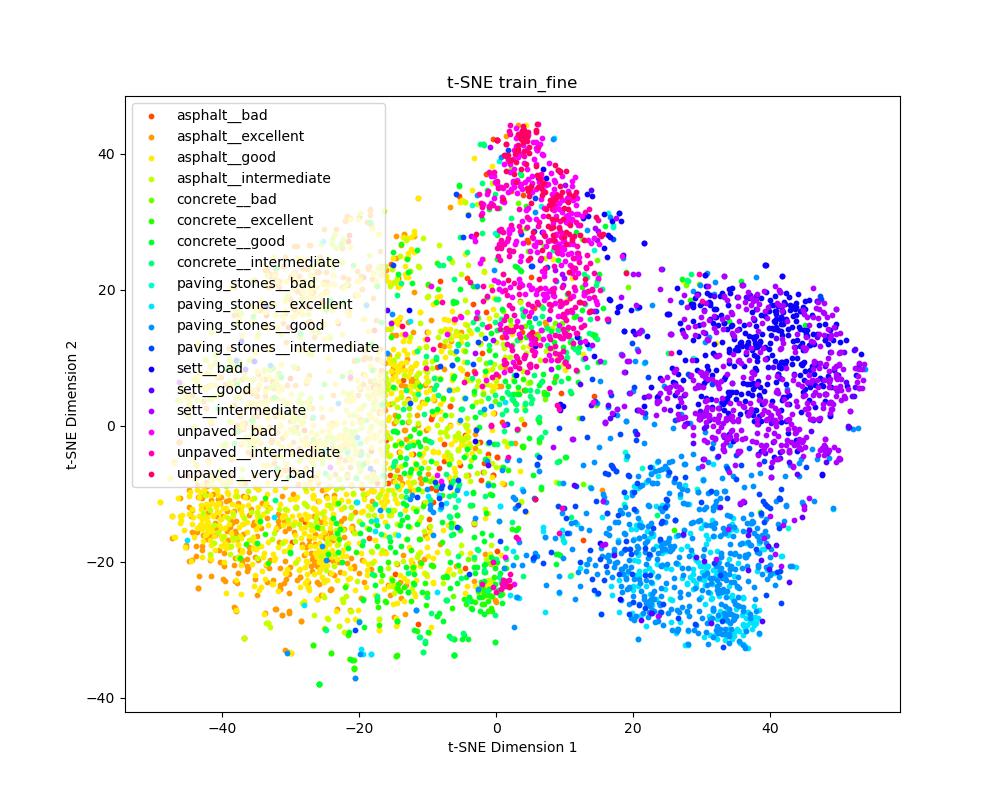 t-SNE train_fine
asphalt__bad
asphalt__excellent
asphalt__good
asphalt__intermediate
concrete__bad
concrete__excellent
concrete__good
concrete__intermediate
paving_stones__bad
paving_stones__excellent
paving_stones__good
paving_stones__intermediate
sett__bad
sett__good
sett__intermediate
unpaved__bad
unpaved__intermediate
unpaved__very_bad
40
20
0
−20
−40
t-SNE Dimension 2
−40 −20 0 20 40
t-SNE Dimension 1